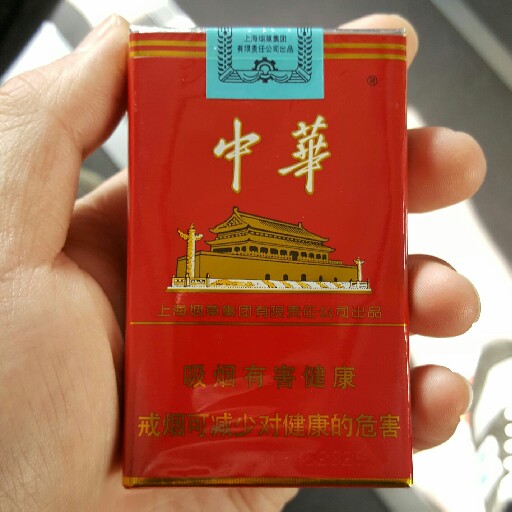 上海烟草集团
有限责任公司出品
®
中華
上海烟草集团有限责任公司出品
吸烟有害健康
戒烟可减少对健康的危害